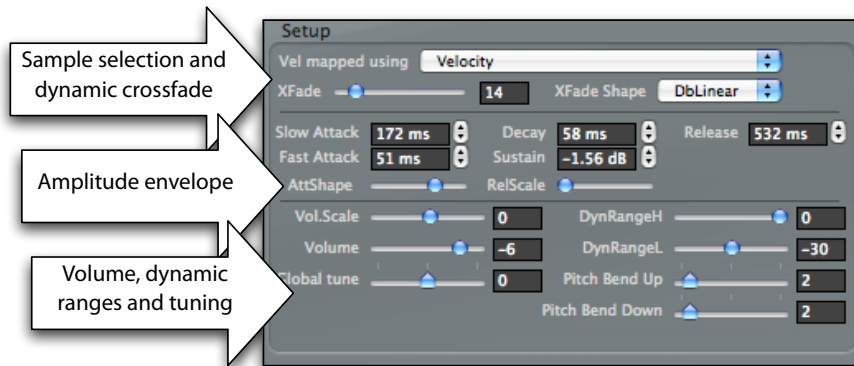 Setup
Sample selection and
dynamic crossfade
Vel mapped using Velocity
XFade 14 XFade Shape DbLinear
Amplitude envelope
Slow Attack 172 ms Decay 58 ms Release 532 ms
Fast Attack 51 ms Sustain -1.56 dB
AttShape RelScale
Volume, dynamic
ranges and tuning
Vol.Scale 0 DynRangeH 0
Volume -6 DynRangeL -30
Global tune 0 Pitch Bend Up 2
Pitch Bend Down 2